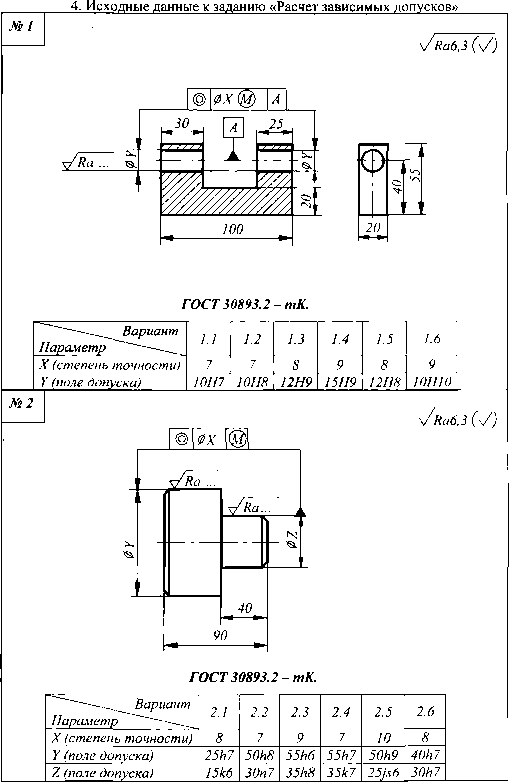 4. Исходные данные к заданию «Расчет зависимых допусков»
№ 1
√Ra6,3 (√)
◎ ⌀X Ⓜ A
30 A 25
⌀Y ⌀Y
√Ra ...
20 40 55
100 20
ГОСТ 30893.2 – mK.
Вариант Параметр 1.1 1.2 1.3 1.4 1.5 1.6
X (степень точности) 7 7 8 9 8 9
Y (поле допуска) 10H7 10H8 12H9 15H9 12H8 10H10
№ 2
√Ra6,3 (√)
◎ ⌀X Ⓜ
√Ra ...
√Ra ...
⌀Y ⌀Z
40
90
ГОСТ 30893.2 – mK.
Вариант Параметр 2.1 2.2 2.3 2.4 2.5 2.6
X (степень точности) 8 7 9 7 10 8
Y (поле допуска) 25h7 50h8 55h6 55h7 50h9 40h7
Z (поле допуска) 15k6 30h7 35h8 35k7 25js6 30h7